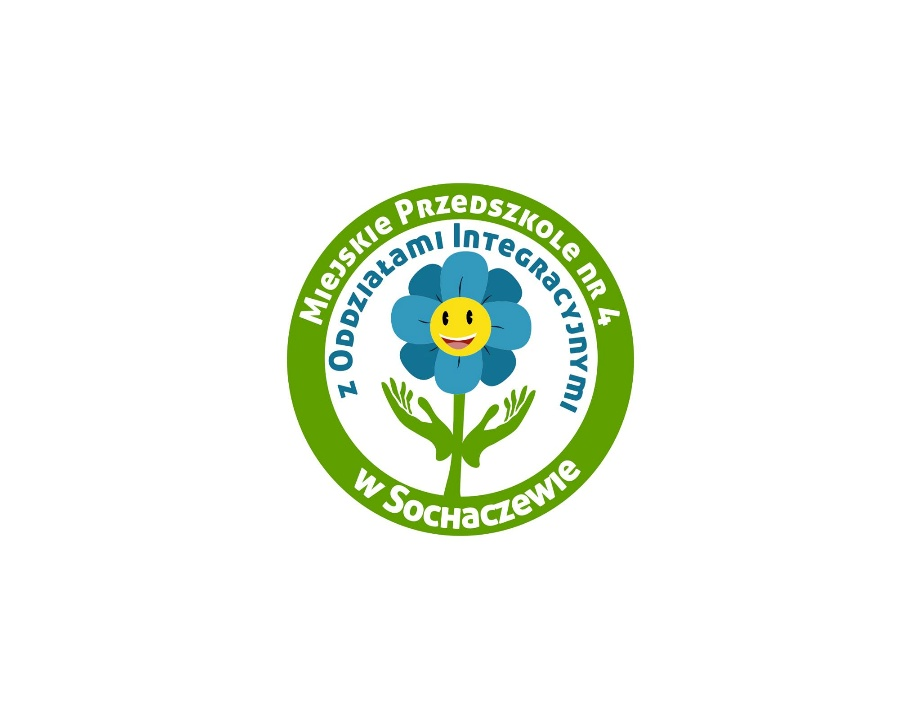 Miejskie Przedszkole nr 4
z Oddziałami Integracyjnymi
w Sochaczewie